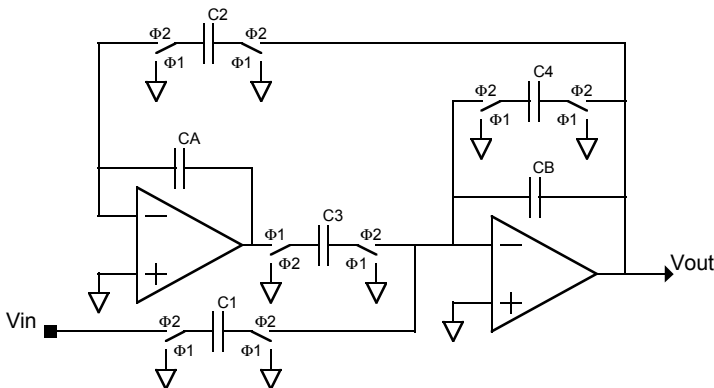 C2
Φ2 Φ2
Φ1 Φ1
C4
Φ2 Φ2
Φ1 Φ1
CA
CB
C3
Φ1 Φ2
Φ2 Φ1
− −
+ +
Vout
Vin
C1
Φ2 Φ2
Φ1 Φ1